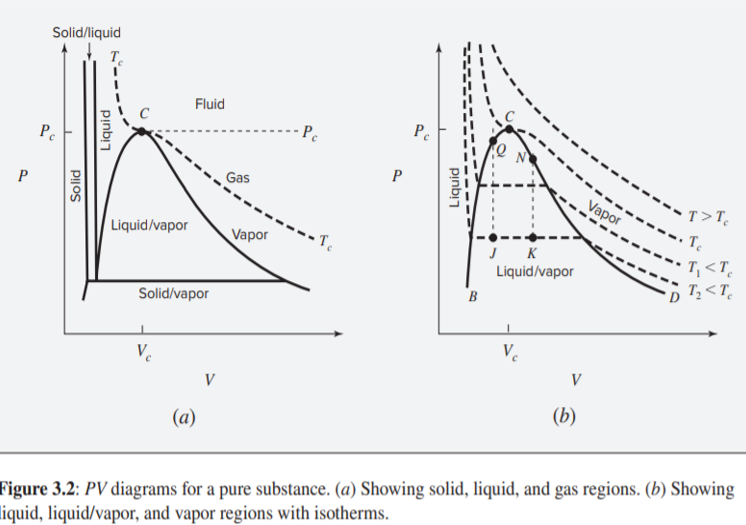 Solid/liquid
T_c
C
Fluid
P_c
P_c
Liquid
Solid
P
Gas
Liquid/vapor
Vapor
T_c
Solid/vapor
V_c
V
(a)
P_c
C
Q
N
P
Liquid
Vapor
T > T_c
T_c
T_1 < T_c
T_2 < T_c
J
K
Liquid/vapor
B
D
V_c
V
(b)
Figure 3.2: PV diagrams for a pure substance. (a) Showing solid, liquid, and gas regions. (b) Showing
liquid, liquid/vapor, and vapor regions with isotherms.